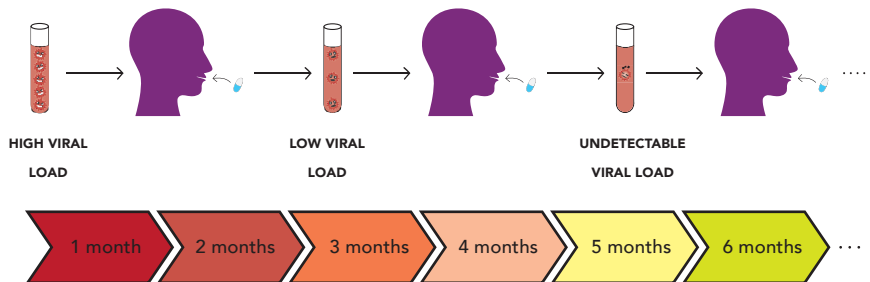 HIGH VIRAL
LOAD
LOW VIRAL
LOAD
UNDETECTABLE
VIRAL LOAD
1 month
2 months
3 months
4 months
5 months
6 months